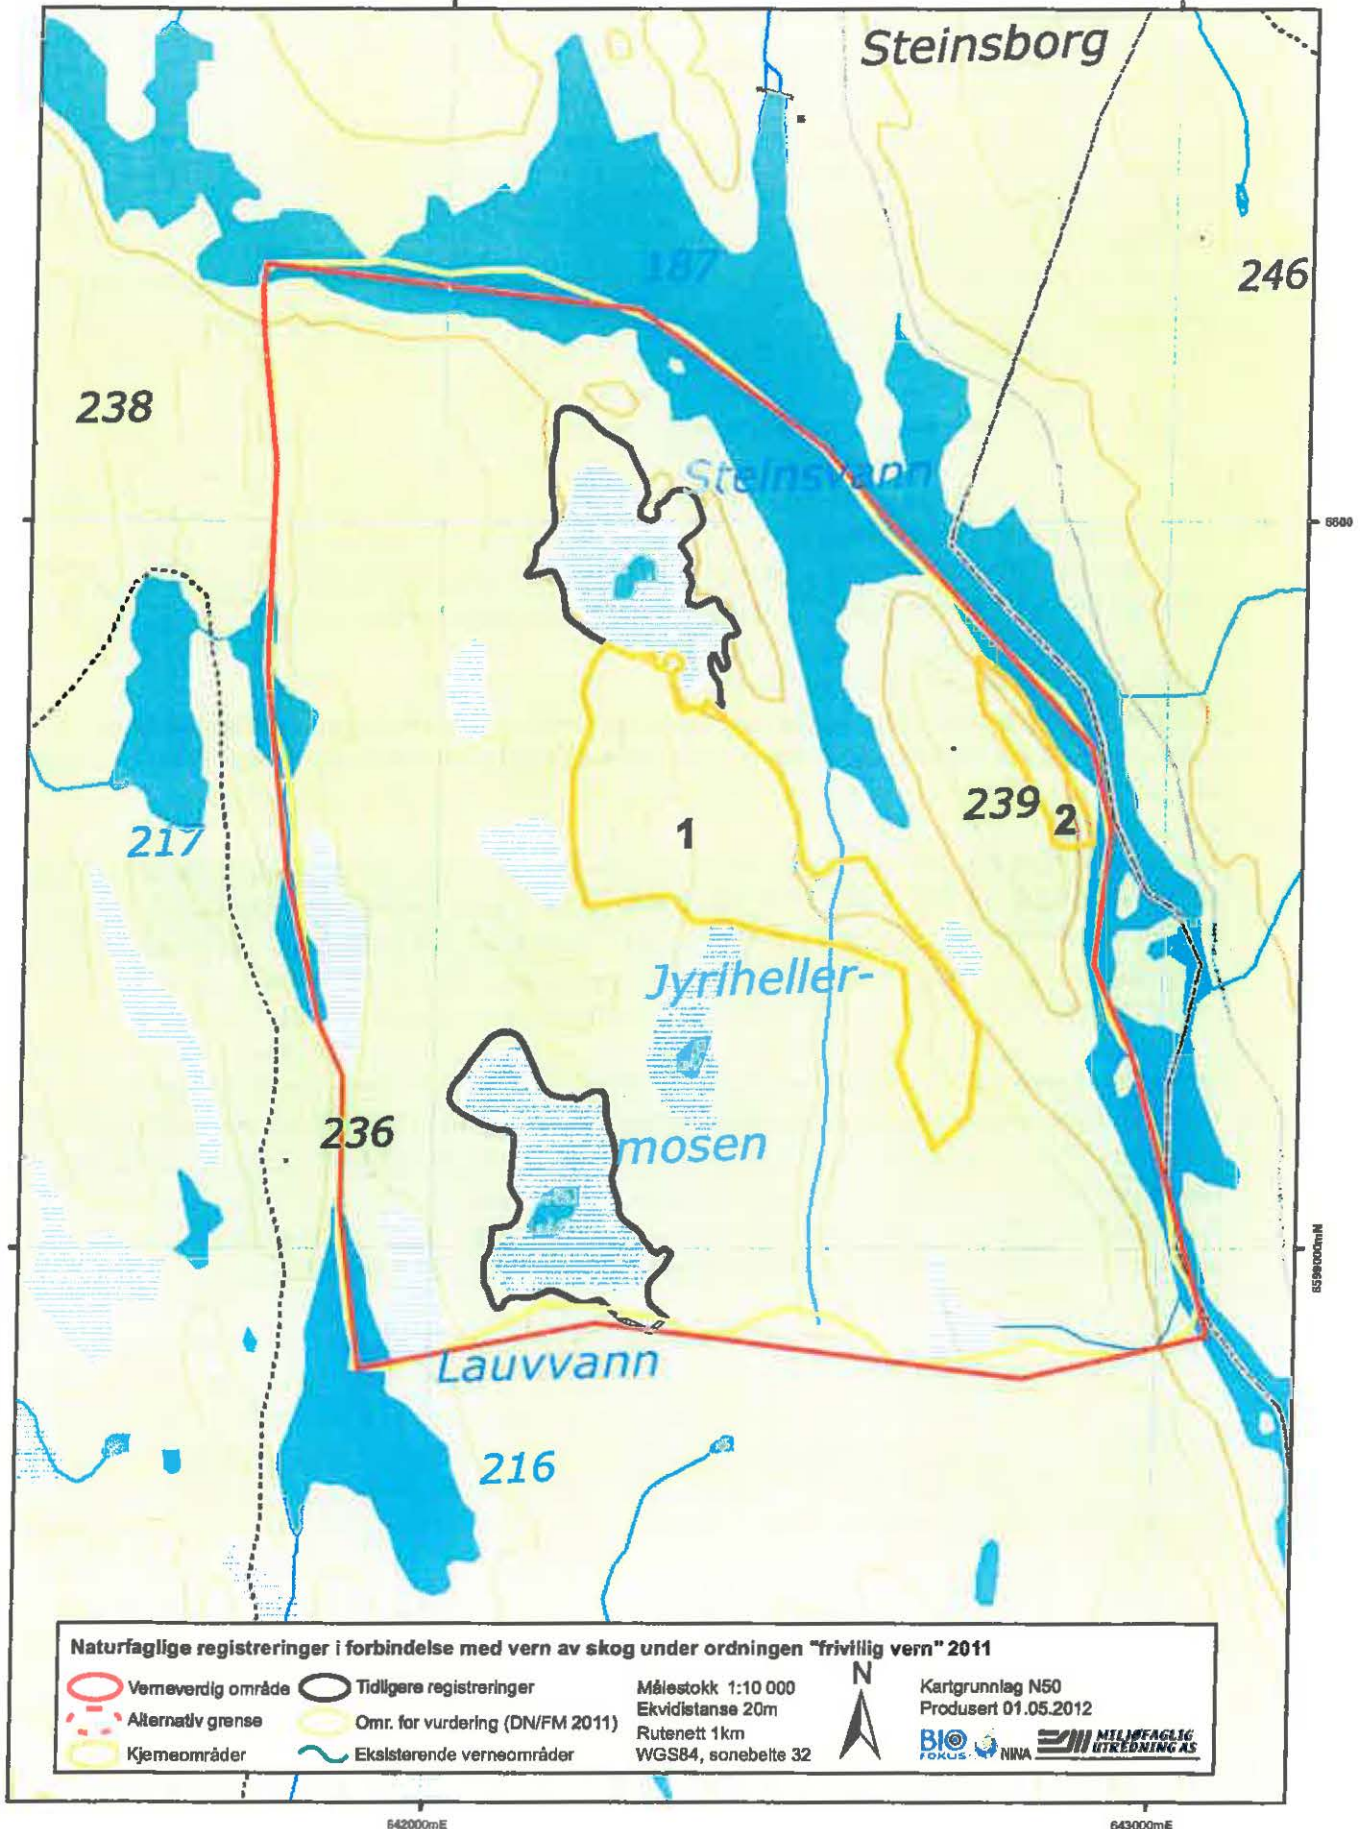 Steinsborg
187
246
238
Steinsvann
6600
217
239
2
1
Jyriheller-
mosen
236
6599000mN
Lauvvann
216
Naturfaglige registreringer i forbindelse med vern av skog under ordningen "frivillig vern" 2011
Verneverdig område
Tidligere registreringer
Målestokk 1:10 000
N
Kartgrunnlag N50
Alternativ grense
Omr. for vurdering (DN/FM 2011)
Ekvidistanse 20m
Produsert 01.05.2012
Rutenett 1km
Kjerneområder
Eksisterende verneområder
WGS84, sonebelte 32
BIO FOKUS
NINA
MILJØFAGLIG UTREDNING AS
642000mE
643000mE